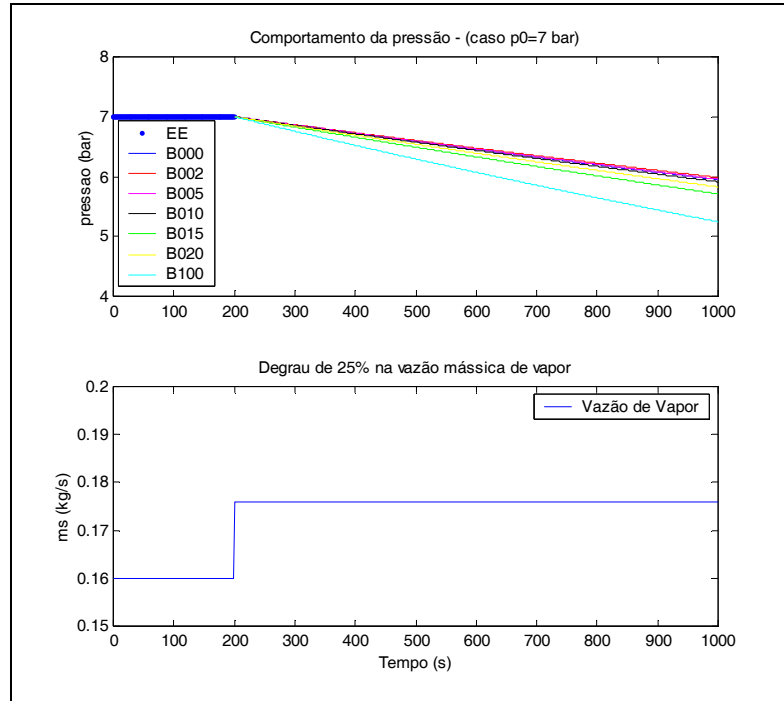 Comportamento da pressão - (caso p0=7 bar)
8
7
6
5
4
pressao (bar)
EE
B000
B002
B005
B010
B015
B020
B100
0 100 200 300 400 500 600 700 800 900 1000
Degrau de 25% na vazão mássica de vapor
0.2
0.19
0.18
0.17
0.16
0.15
ms (kg/s)
Vazão de Vapor
0 100 200 300 400 500 600 700 800 900 1000
Tempo (s)